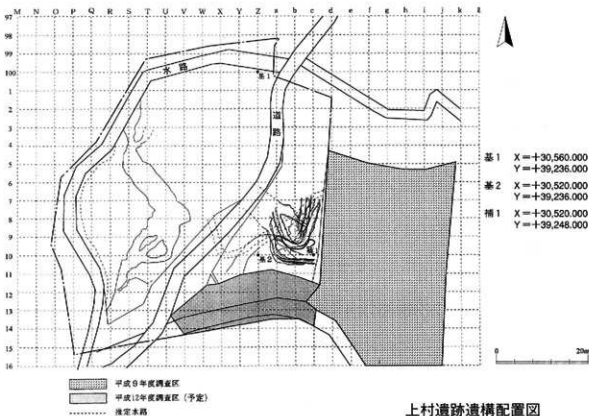 M N O P Q R S T U V W X Y Z a b c d e f g h i j k
97
98
99
100
1
2
3
4
5
6
7
8
9
10
11
12
13
14
15
16
水路
基1
道路
基2
基1 X=+30,560.000
Y=+39,236.000
基2 X=+30,520.000
Y=+39,236.000
補1 X=+30,520.000
Y=+39,248.000
0 20m
平成9年度調査区
平成12年度調査区(予定)
推定水路
上村遺跡遺構配置図